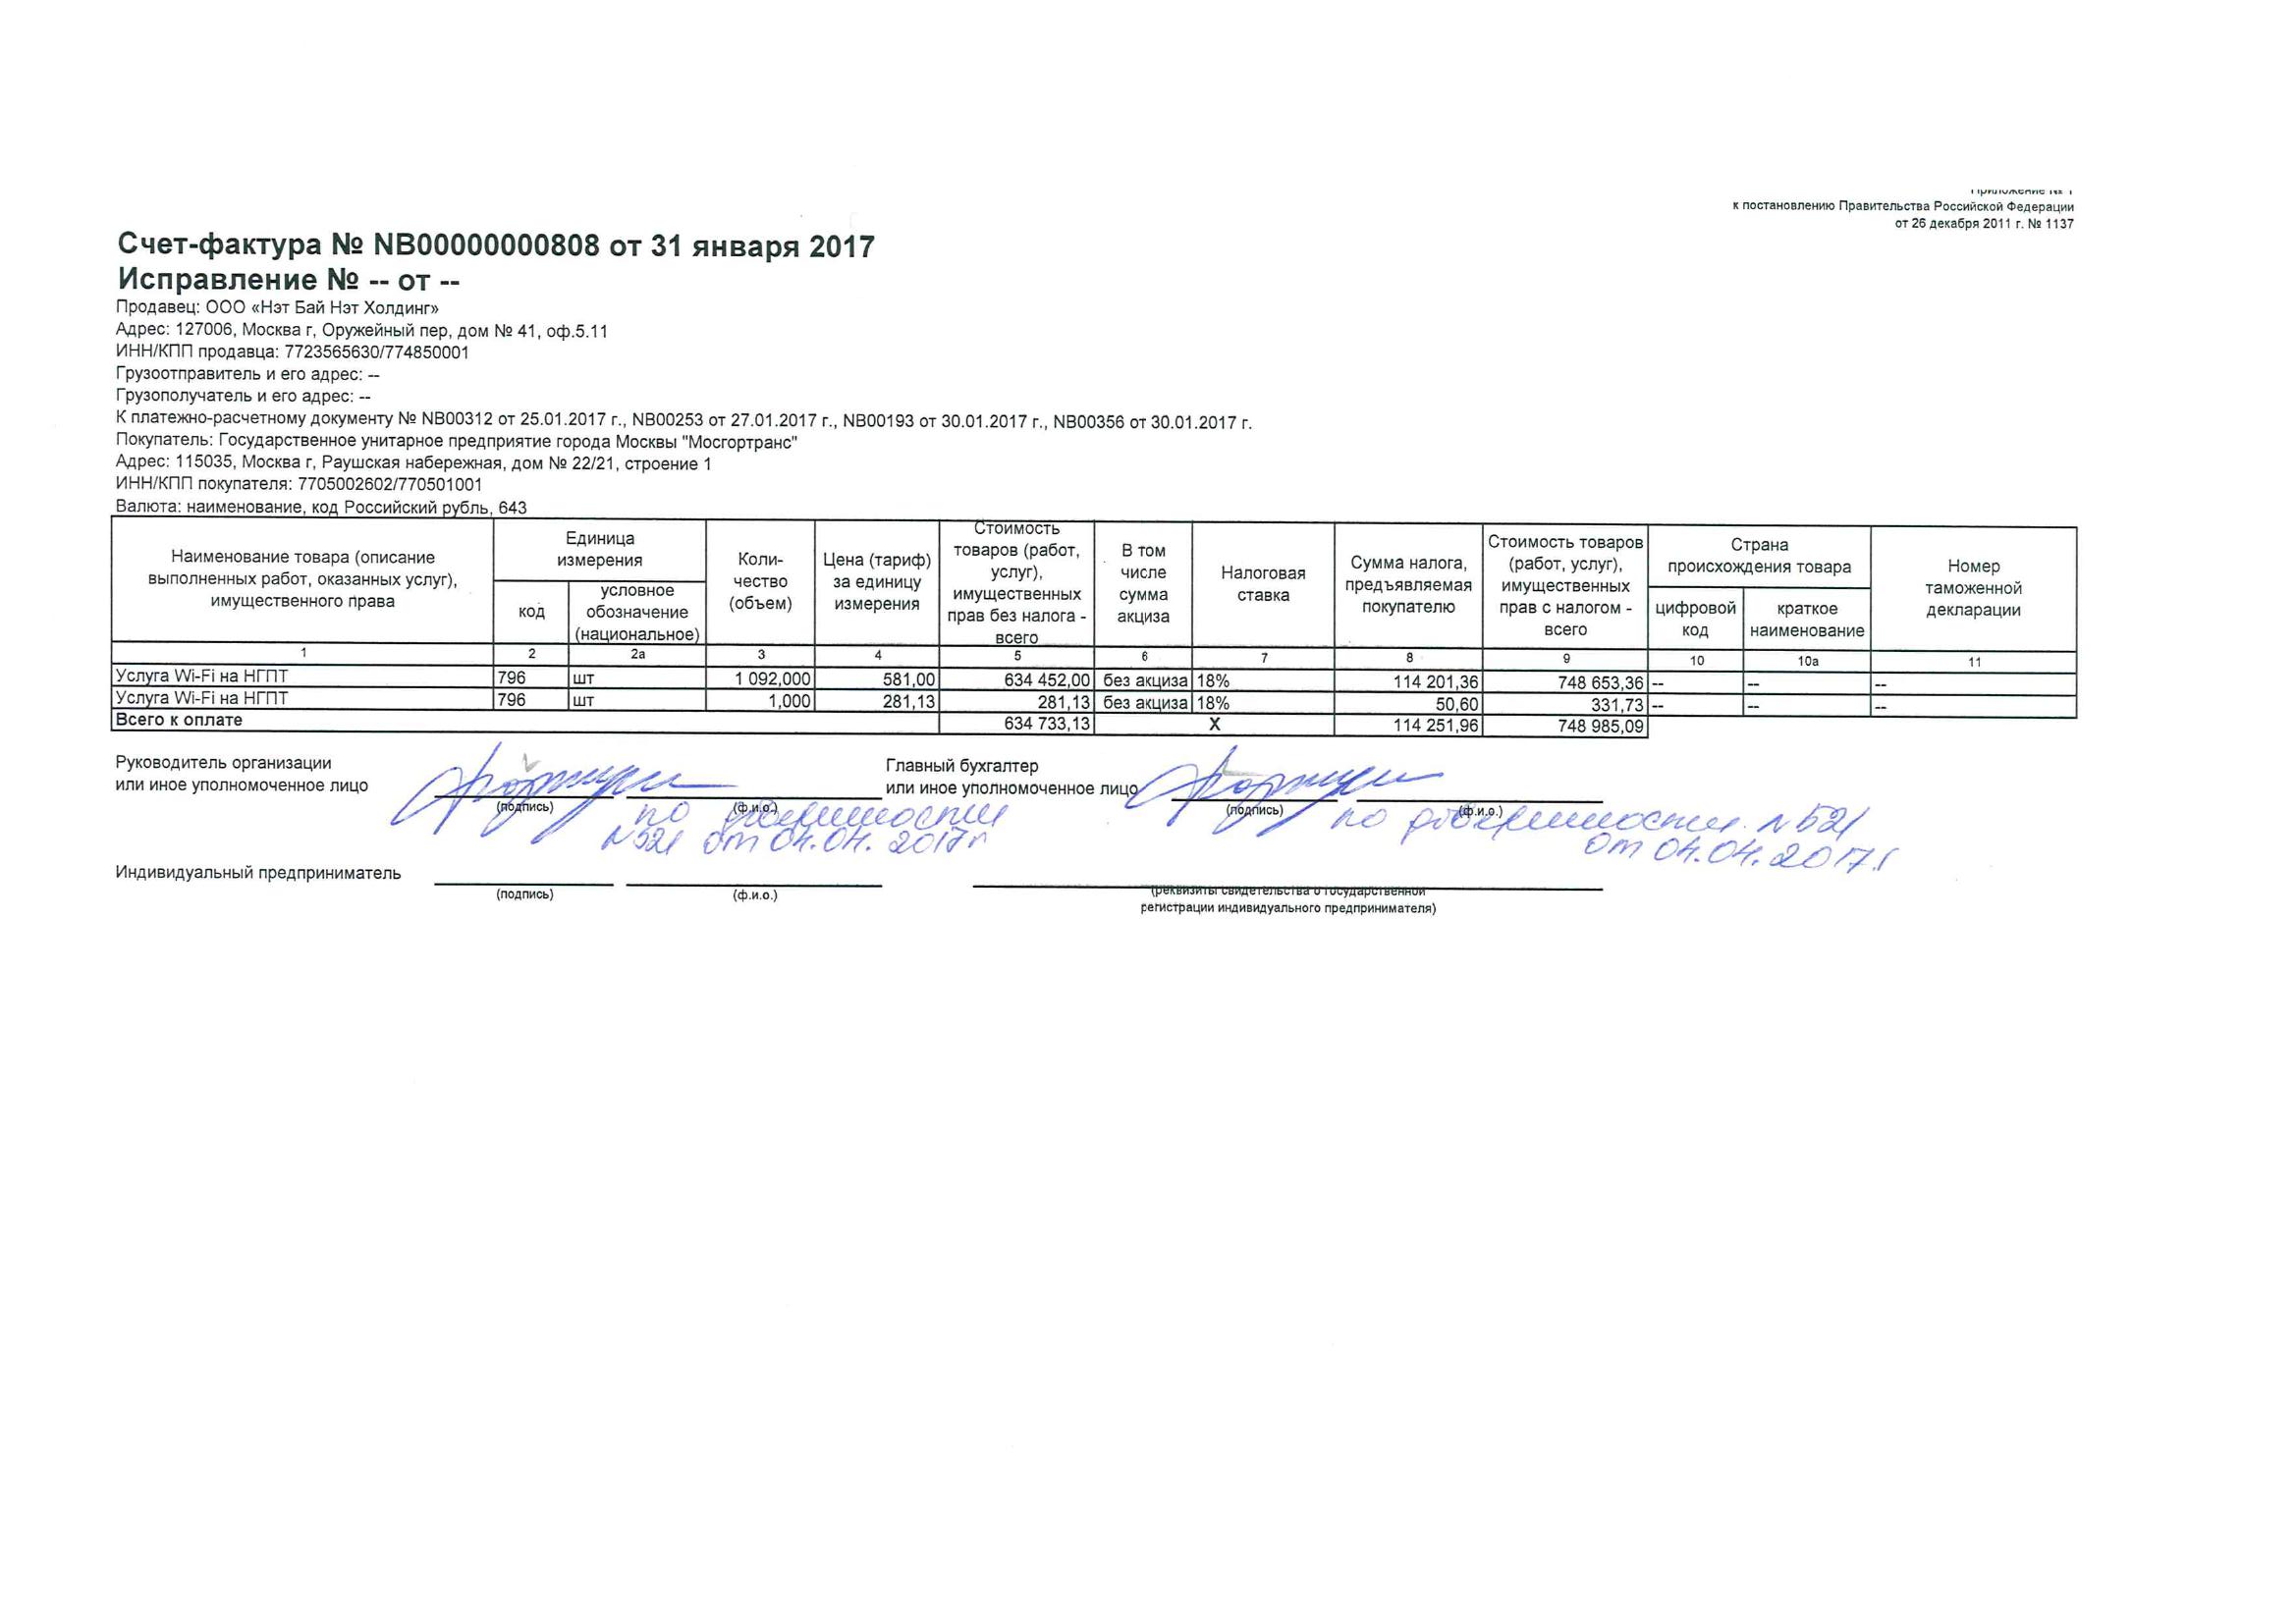 Приложение № 1
к постановлению Правительства Российской Федерации
от 26 декабря 2011 г. № 1137
Счет-фактура № NB00000000808 от 31 января 2017
Исправление № -- от --
Продавец: ООО «Нэт Бай Нэт Холдинг»
Адрес: 127006, Москва г, Оружейный пер, дом № 41, оф.5.11
ИНН/КПП продавца: 7723565630/774850001
Грузоотправитель и его адрес: --
Грузополучатель и его адрес: --
К платежно-расчетному документу № NB00312 от 25.01.2017 г., NB00253 от 27.01.2017 г., NB00193 от 30.01.2017 г., NB00356 от 30.01.2017 г.
Покупатель: Государственное унитарное предприятие города Москвы "Мосгортранс"
Адрес: 115035, Москва г, Раушская набережная, дом № 22/21, строение 1
ИНН/КПП покупателя: 7705002602/770501001
Валюта: наименование, код Российский рубль, 643
Наименование товара (описание
выполненных работ, оказанных услуг),
имущественного права
Единица
измерения
код
условное
обозначение
(национальное)
Коли-
чество
(объем)
Цена (тариф)
за единицу
измерения
Стоимость
товаров (работ,
услуг),
имущественных
прав без налога -
всего
В том
числе
сумма
акциза
Налоговая
ставка
Сумма налога,
предъявляемая
покупателю
Стоимость товаров
(работ, услуг),
имущественных
прав с налогом -
всего
Страна
происхождения товара
цифровой
код
краткое
наименование
Номер
таможенной
декларации
1 2 2а 3 4 5 6 7 8 9 10 10а 11
Услуга Wi-Fi на НГПТ 796 шт 1 092,000 581,00 634 452,00 без акциза 18% 114 201,36 748 653,36 -- -- --
Услуга Wi-Fi на НГПТ 796 шт 1,000 281,13 281,13 без акциза 18% 50,60 331,73 -- -- --
Всего к оплате 634 733,13 X 114 251,96 748 985,09
Руководитель организации
или иное уполномоченное лицо
(подпись) (ф.и.о.)
по доверенности
N521 от 04.04.2017г
Главный бухгалтер
или иное уполномоченное лицо
(подпись) (ф.и.о.)
по доверенности N521
от 04.04.2017г
Индивидуальный предприниматель
(подпись) (ф.и.о.)
(реквизиты свидетельства о государственной
регистрации индивидуального предпринимателя)